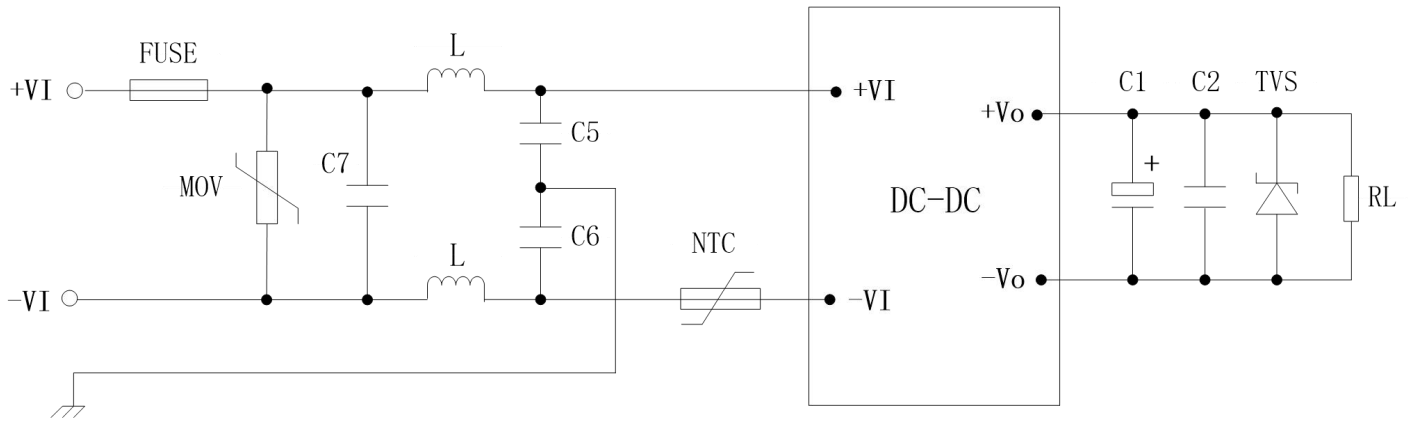 FUSE
L
+VI
+VI
C1
C2
TVS
+Vo
C5
+
C7
MOV
DC-DC
RL
C6
NTC
L
-Vo
-VI
-VI